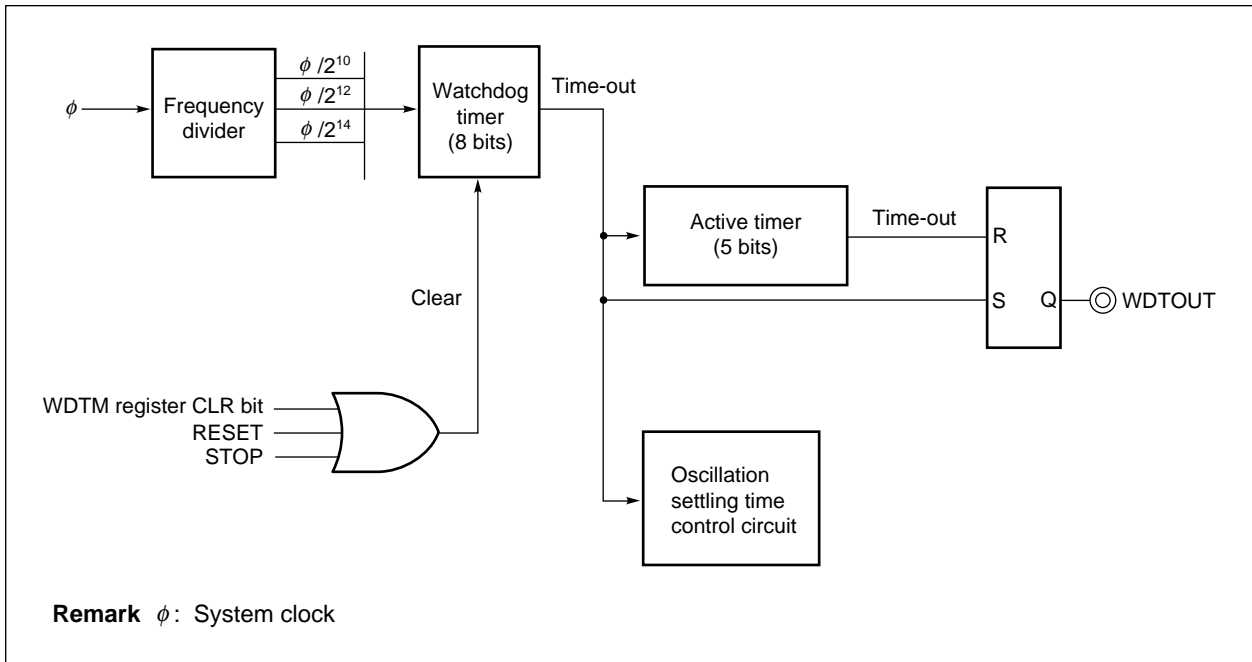 ϕ
Frequency
divider
ϕ /2¹⁰
ϕ /2¹²
ϕ /2¹⁴
Watchdog
timer
(8 bits)
Time-out
Active timer
(5 bits)
Time-out
R
S
Q
WDTOUT
Clear
WDTM register CLR bit
RESET
STOP
Oscillation
settling time
control circuit
Remark ϕ : System clock